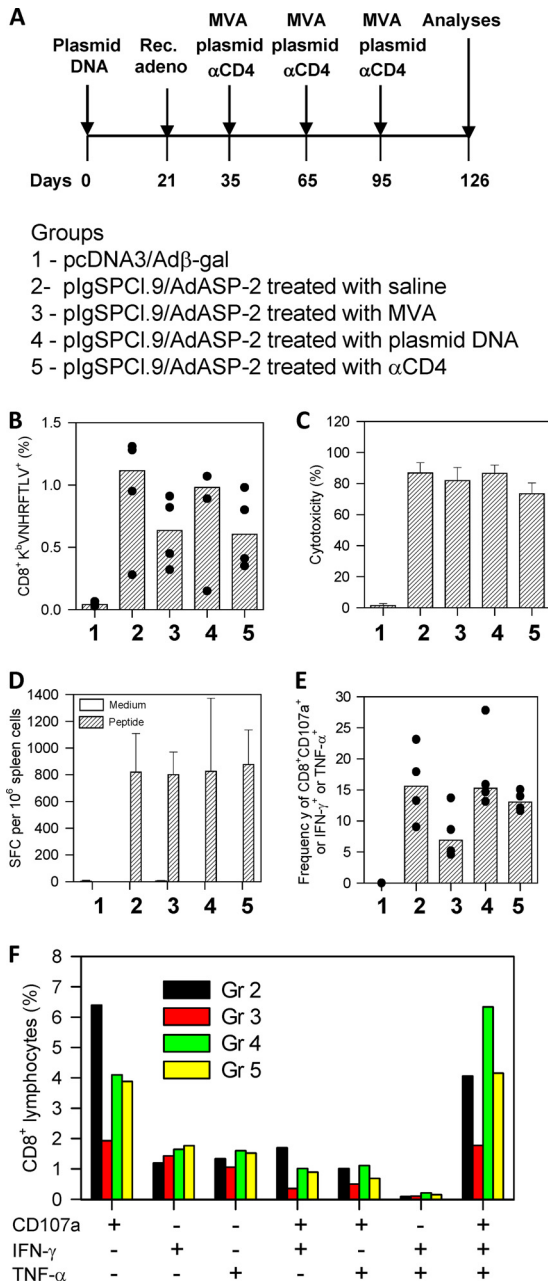 A
Plasmid DNA
Rec. adeno
MVA plasmid αCD4
MVA plasmid αCD4
MVA plasmid αCD4
Analyses
Days 0 21 35 65 95 126
Groups
1 - pcDNA3/Adβ-gal
2- pIgSPCl.9/AdASP-2 treated with saline
3 - pIgSPCl.9/AdASP-2 treated with MVA
4 - pIgSPCl.9/AdASP-2 treated with plasmid DNA
5 - pIgSPCl.9/AdASP-2 treated with αCD4
B
CD8+ KbVNHRFTLV+ (%)
1.5
1.0
0.5
0.0
1 2 3 4 5
C
Cytotoxicity (%)
120
100
80
60
40
20
0
1 2 3 4 5
D
SFC per 10⁶ spleen cells
1400
1200
1000
800
600
400
200
0
Medium
Peptide
1 2 3 4 5
E
Frequency of CD8+CD107a+
or IFN-γ+ or TNF-α+
30
25
20
15
10
5
0
1 2 3 4 5
F
CD8+ lymphocytes (%)
8
7
6
5
4
3
2
1
0
Gr 2
Gr 3
Gr 4
Gr 5
CD107a + - - + + - +
IFN-γ - + - + - + +
TNF-α - - + - + + +